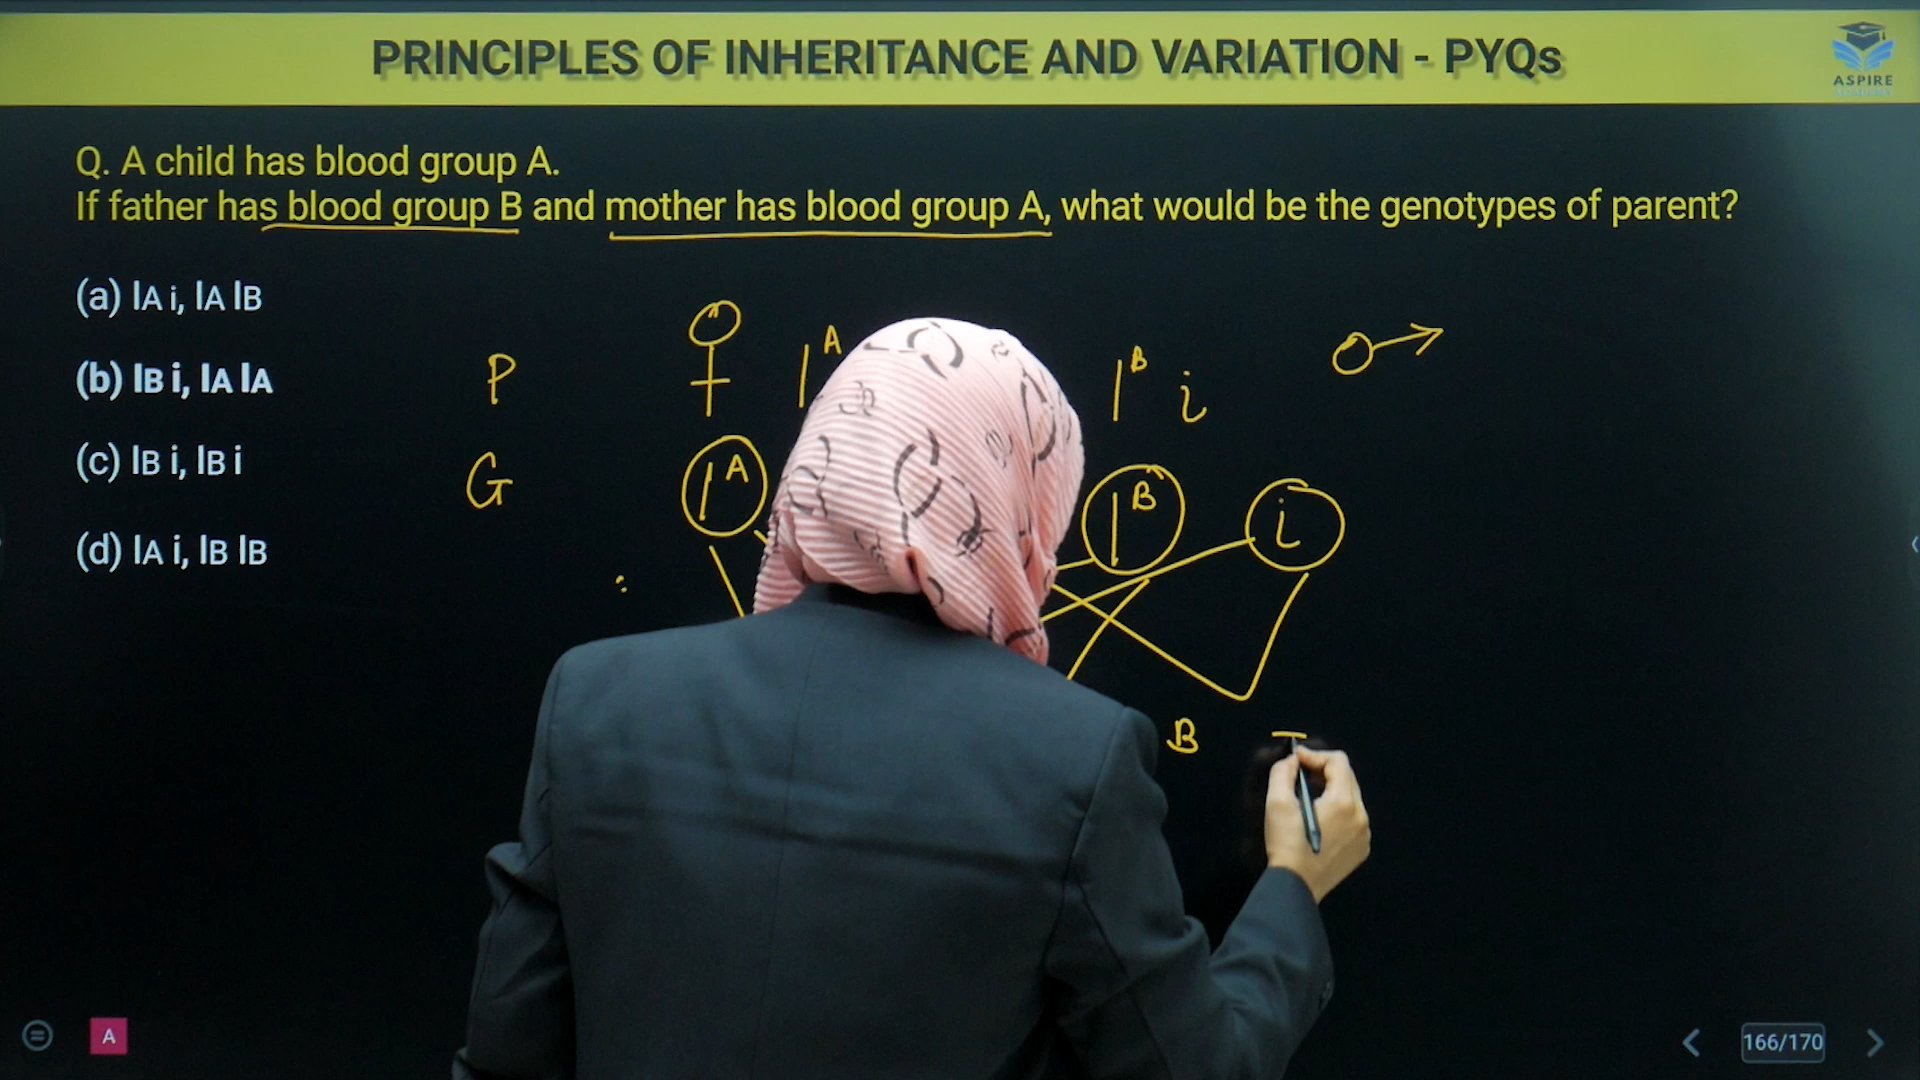 PRINCIPLES OF INHERITANCE AND VARIATION - PYQs
ASPIRE
ACADEMY
Q. A child has blood group A.
If father has blood group B and mother has blood group A, what would be the genotypes of parent?
(a) IA i, IA IB
(b) IB i, IA IA
(c) IB i, IB i
(d) IA i, IB IB
P I^A I^B i
G I^A I^B i
B
A
166/170